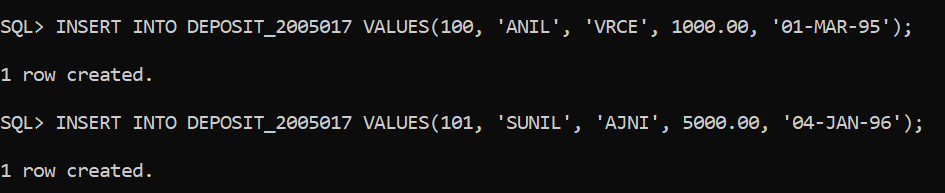 SQL> INSERT INTO DEPOSIT_2005017 VALUES(100, 'ANIL', 'VRCE', 1000.00, '01-MAR-95');
1 row created.
SQL> INSERT INTO DEPOSIT_2005017 VALUES(101, 'SUNIL', 'AJNI', 5000.00, '04-JAN-96');
1 row created.